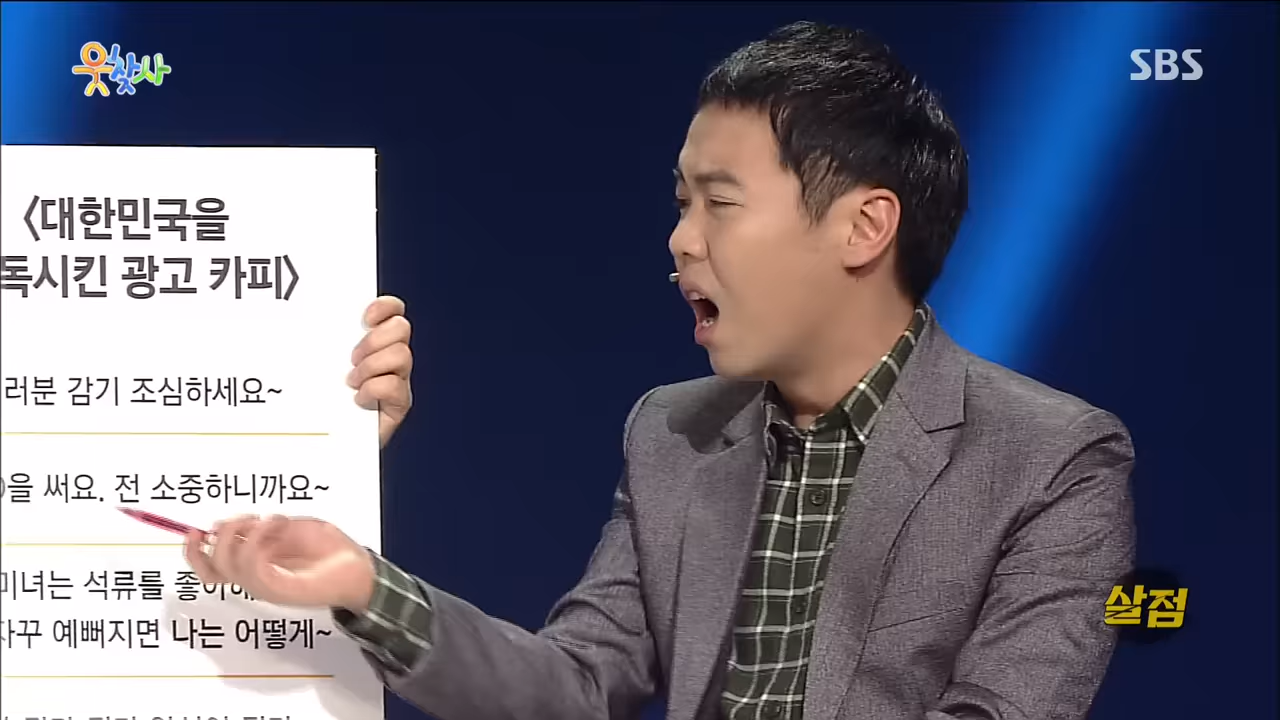 웃찾사
SBS
〈대한민국을
독시킨 광고 카피〉
러분 감기 조심하세요~
을 써요. 전 소중하니까요~
미녀는 석류를 좋아해
자꾸 예뻐지면 나는 어떻게~
살점